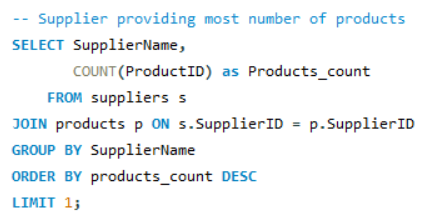 -- Supplier providing most number of products
SELECT SupplierName,
COUNT(ProductID) as Products_count
FROM suppliers s
JOIN products p ON s.SupplierID = p.SupplierID
GROUP BY SupplierName
ORDER BY products_count DESC
LIMIT 1;